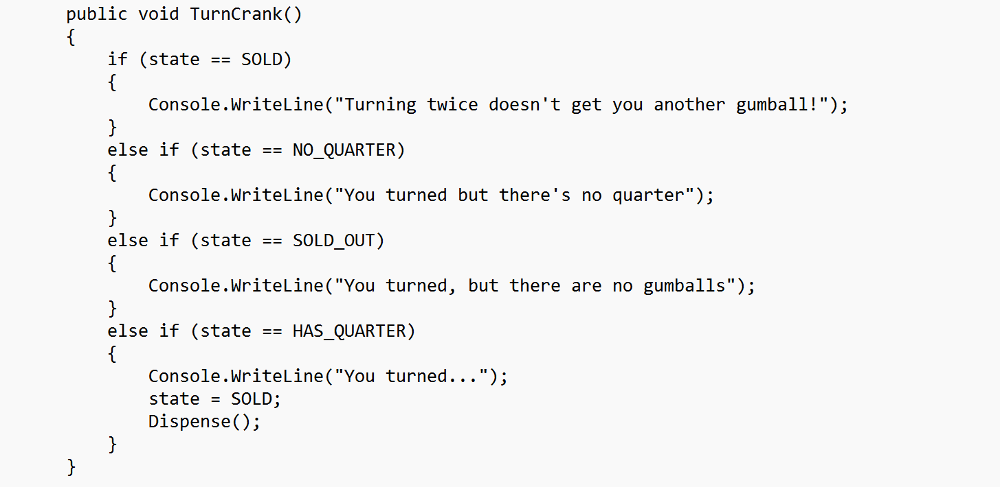 public void TurnCrank()
{
    if (state == SOLD)
    {
        Console.WriteLine("Turning twice doesn't get you another gumball!");
    }
    else if (state == NO_QUARTER)
    {
        Console.WriteLine("You turned but there's no quarter");
    }
    else if (state == SOLD_OUT)
    {
        Console.WriteLine("You turned, but there are no gumballs");
    }
    else if (state == HAS_QUARTER)
    {
        Console.WriteLine("You turned...");
        state = SOLD;
        Dispense();
    }
}